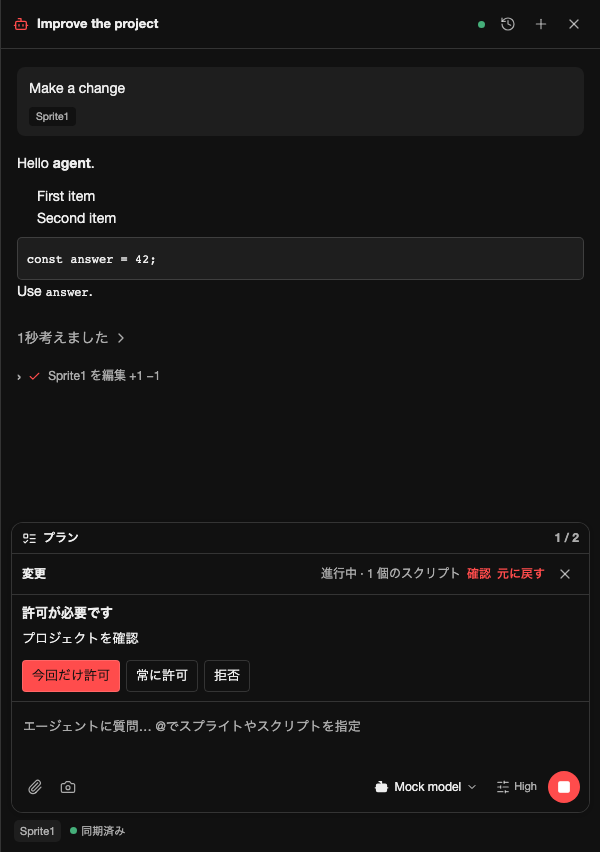 Improve the project
Make a change
Sprite1
Hello agent.
First item
Second item
const answer = 42;
Use answer.
1秒考えました
Sprite1 を編集 +1 −1
プラン 1 / 2
変更 進行中 · 1 個のスクリプト 確認 元に戻す
許可が必要です
プロジェクトを確認
今回だけ許可 常に許可 拒否
エージェントに質問... @でスプライトやスクリプトを指定
Mock model High
Sprite1 同期済み